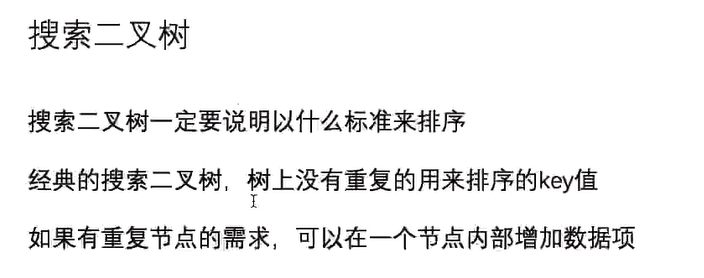 搜索二叉树
搜索二叉树一定要说明以什么标准来排序
经典的搜索二叉树，树上没有重复的用来排序的key值
如果有重复节点的需求，可以在一个节点内部增加数据项